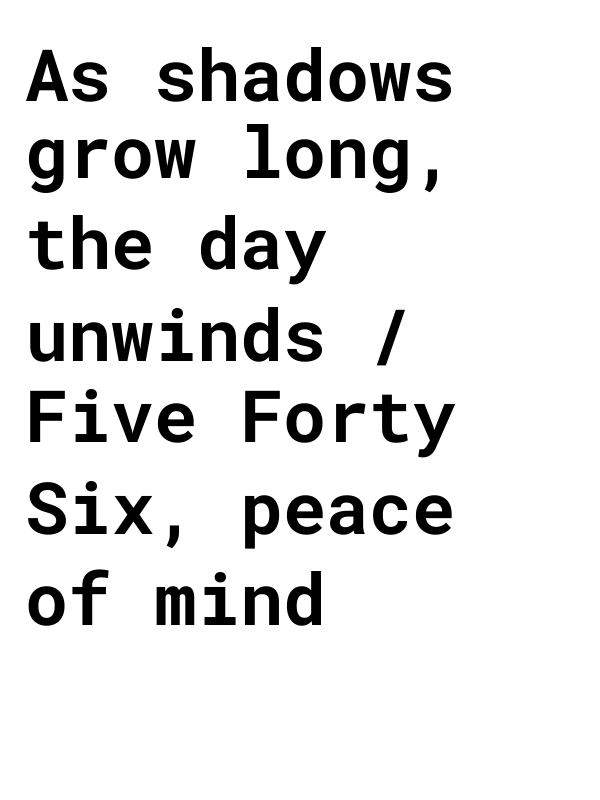 As shadows
grow long,
the day
unwinds /
Five Forty
Six, peace
of mind